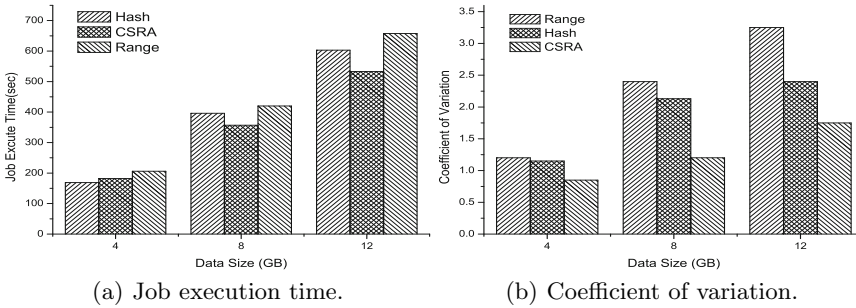 Job Excute Time(sec)
700
600
500
400
300
200
100
0
Hash
CSRA
Range
4
8
12
Data Size (GB)
(a) Job execution time.
Coefficient of Variation
3.5
3.0
2.5
2.0
1.5
1.0
0.5
0.0
Range
Hash
CSRA
4
8
12
Data Size (GB)
(b) Coefficient of variation.